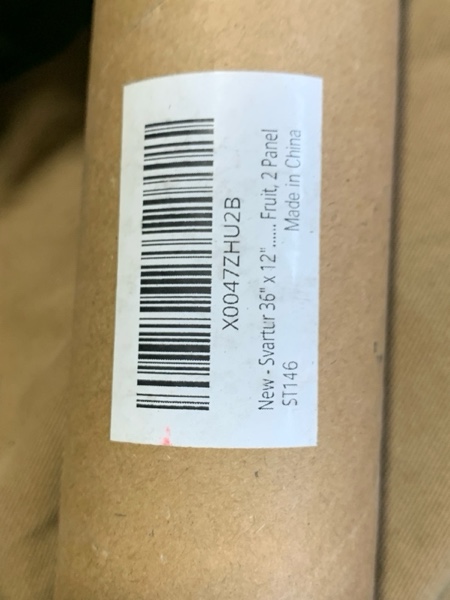 X0047ZHU2B
New - Svartur 36" x 12" ...... Fruit, 2 Panel
ST146
Made in China